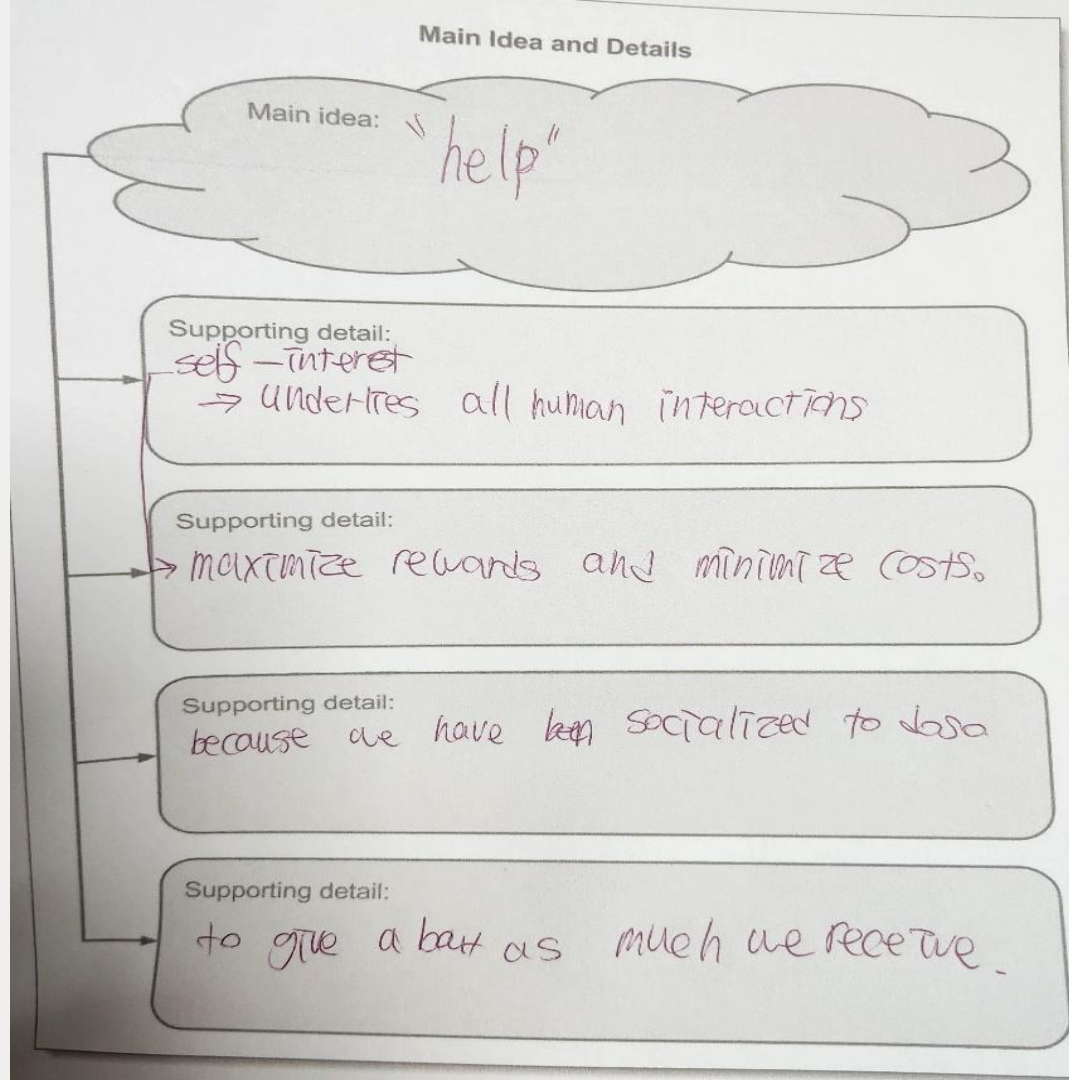 Main Idea and Details
Main idea: "help"
Supporting detail:
self-interest
→ underlies all human interactions
Supporting detail:
→ maximize rewards and minimize costs.
Supporting detail:
because we have been socialized to do so
Supporting detail:
to give a as much we receive.